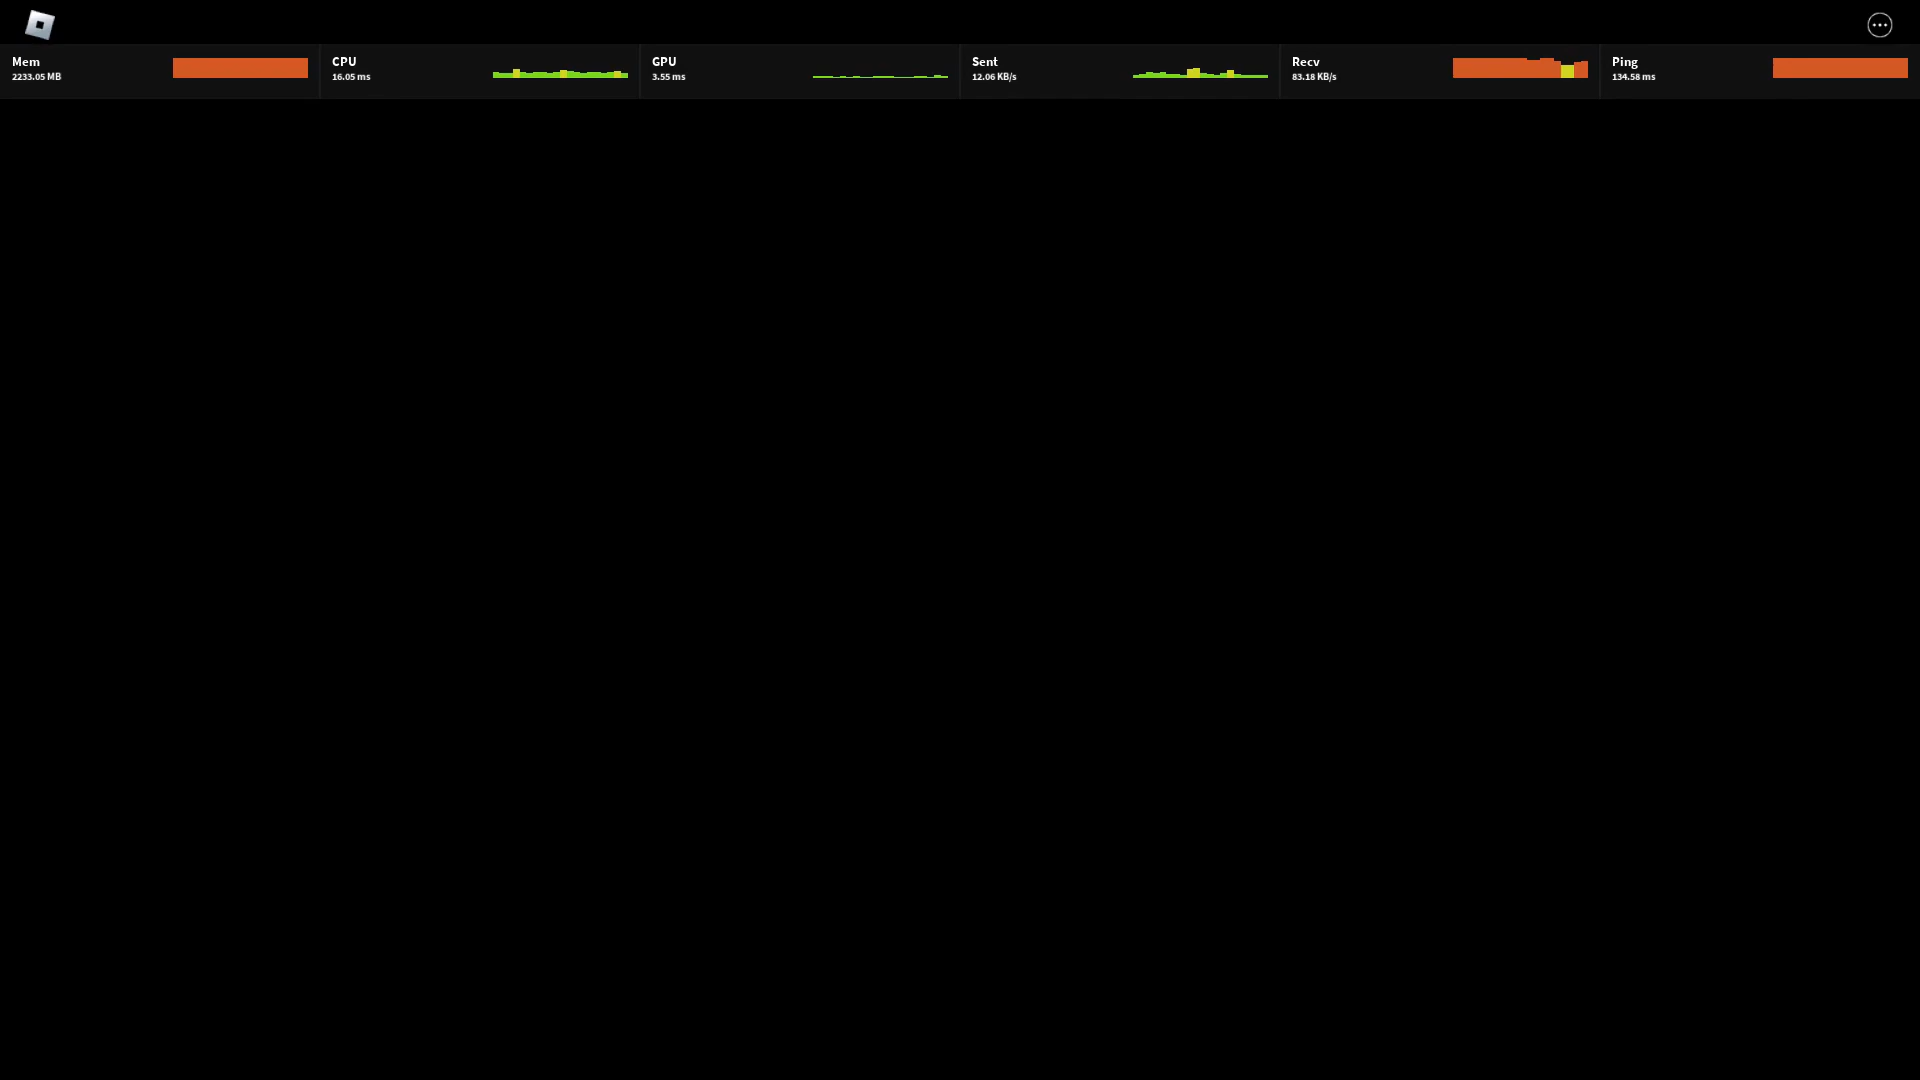 Mem
2233.05 MB
CPU
16.05 ms
GPU
3.55 ms
Sent
12.06 KB/s
Recv
83.18 KB/s
Ping
134.58 ms